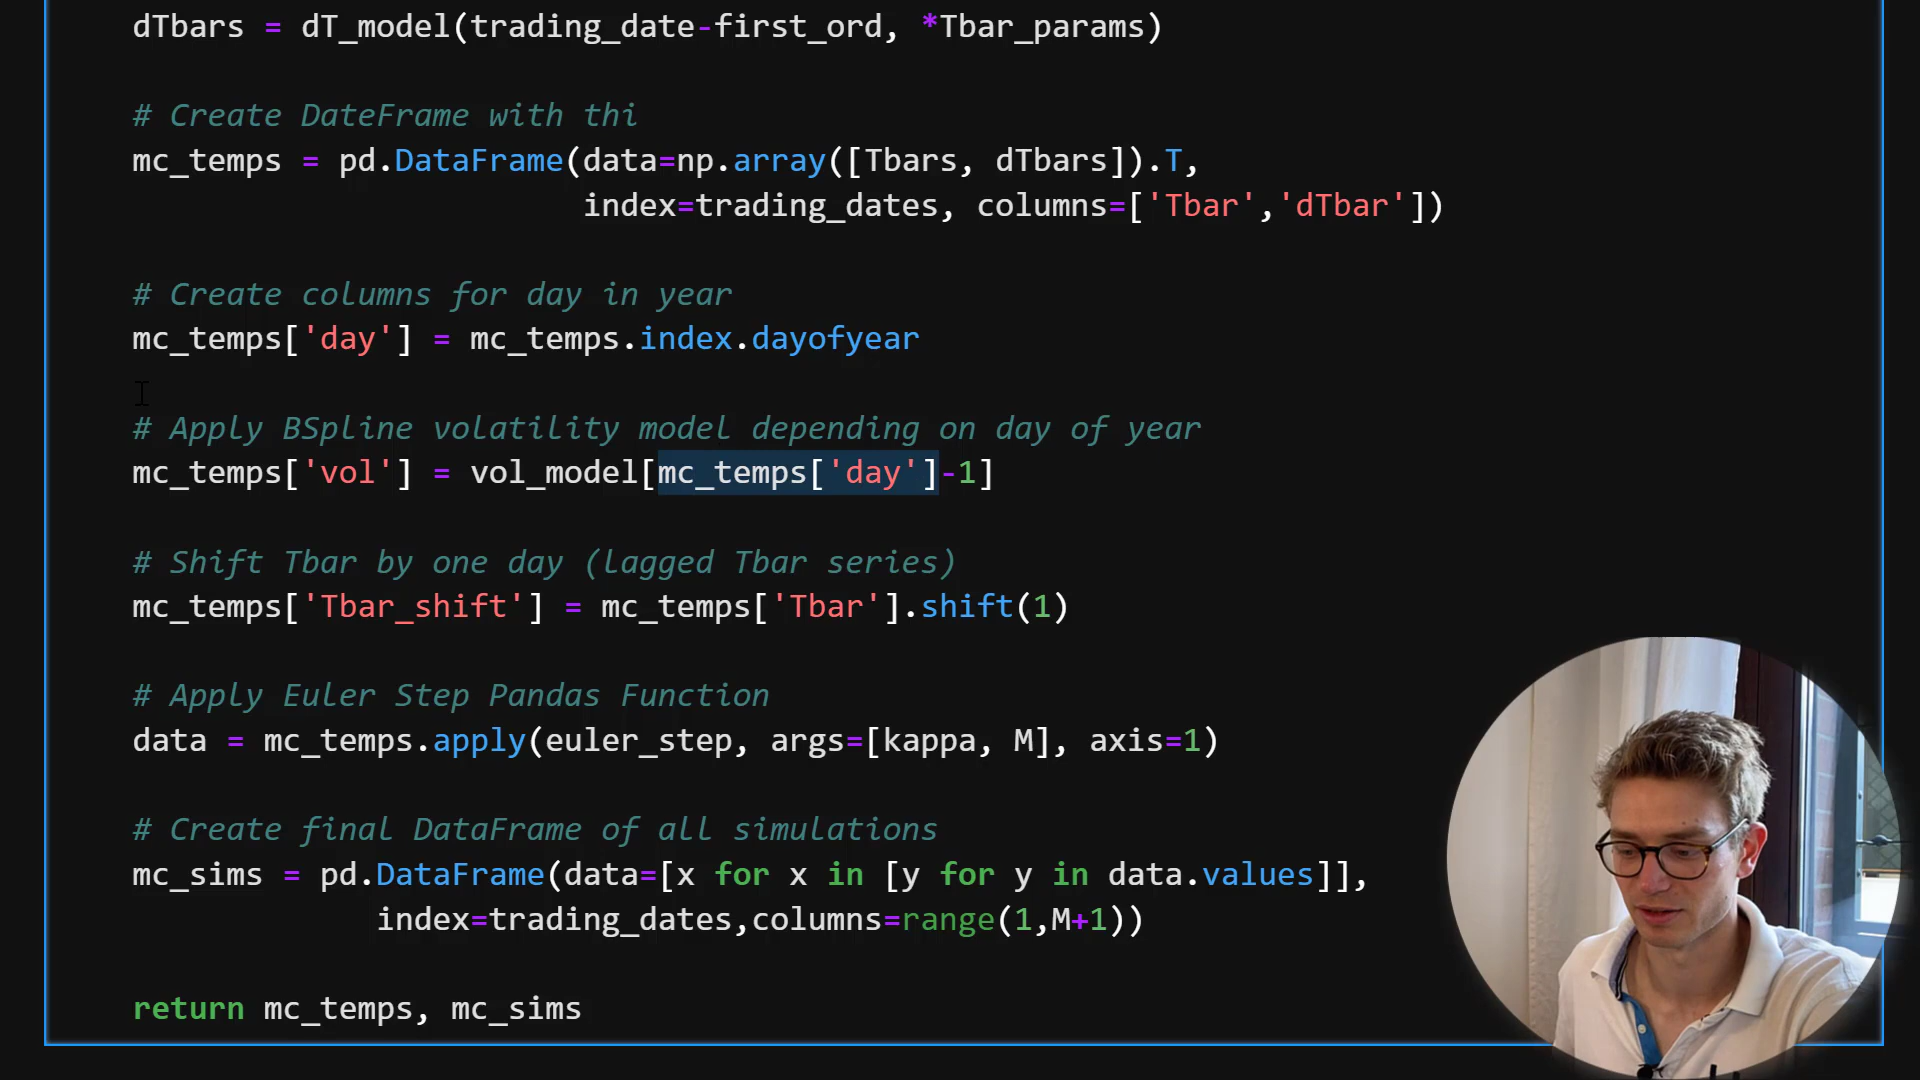 dTbars = dT_model(trading_date-first_ord, *Tbar_params)
# Create DateFrame with thi
mc_temps = pd.DataFrame(data=np.array([Tbars, dTbars]).T,
index=trading_dates, columns=['Tbar','dTbar'])
# Create columns for day in year
mc_temps['day'] = mc_temps.index.dayofyear
# Apply BSpline volatility model depending on day of year
mc_temps['vol'] = vol_model[mc_temps['day']-1]
# Shift Tbar by one day (lagged Tbar series)
mc_temps['Tbar_shift'] = mc_temps['Tbar'].shift(1)
# Apply Euler Step Pandas Function
data = mc_temps.apply(euler_step, args=[kappa, M], axis=1)
# Create final DataFrame of all simulations
mc_sims = pd.DataFrame(data=[x for x in [y for y in data.values]],
index=trading_dates,columns=range(1,M+1))
return mc_temps, mc_sims